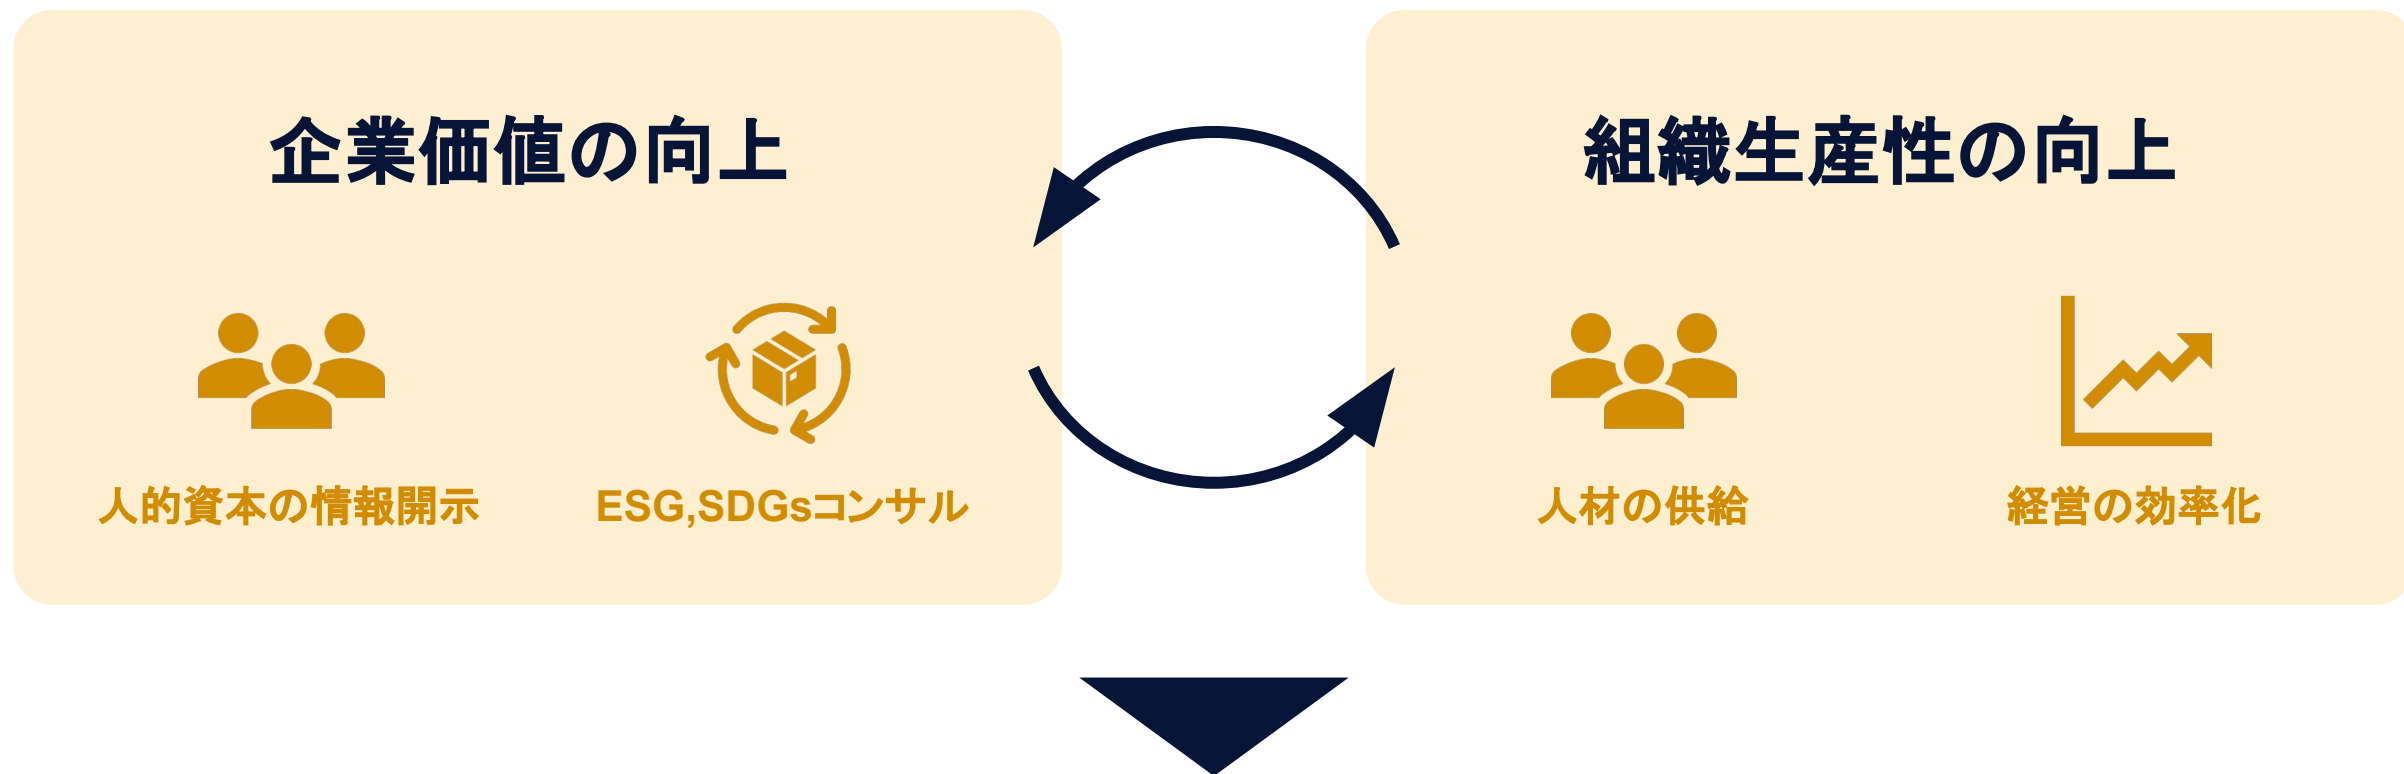 企業価値の向上
人的資本の情報開示
ESG,SDGsコンサル
組織生産性の向上
人材の供給
経営の効率化